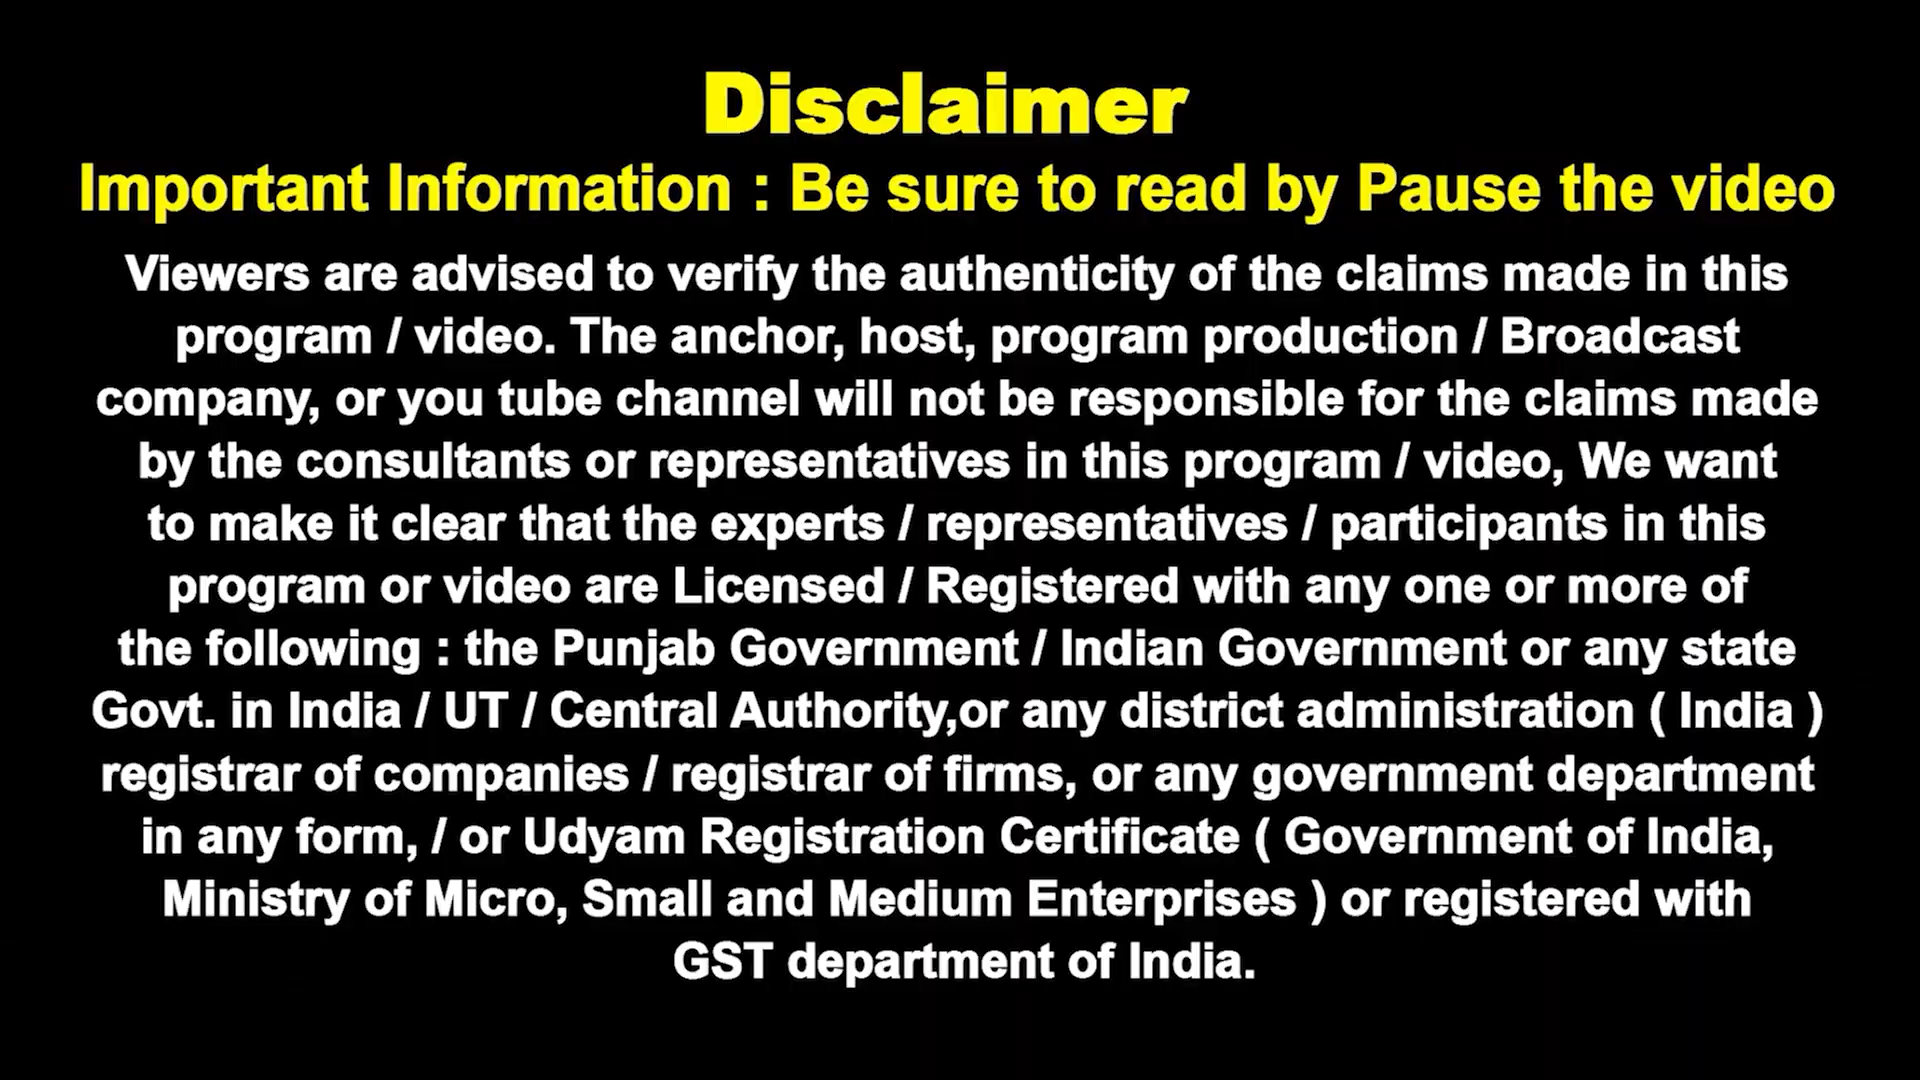 Disclaimer
Important Information : Be sure to read by Pause the video
Viewers are advised to verify the authenticity of the claims made in this
program / video. The anchor, host, program production / Broadcast
company, or you tube channel will not be responsible for the claims made
by the consultants or representatives in this program / video, We want
to make it clear that the experts / representatives / participants in this
program or video are Licensed / Registered with any one or more of
the following : the Punjab Government / Indian Government or any state
Govt. in India / UT / Central Authority,or any district administration ( India )
registrar of companies / registrar of firms, or any government department
in any form, / or Udyam Registration Certificate ( Government of India,
Ministry of Micro, Small and Medium Enterprises ) or registered with
GST department of India.